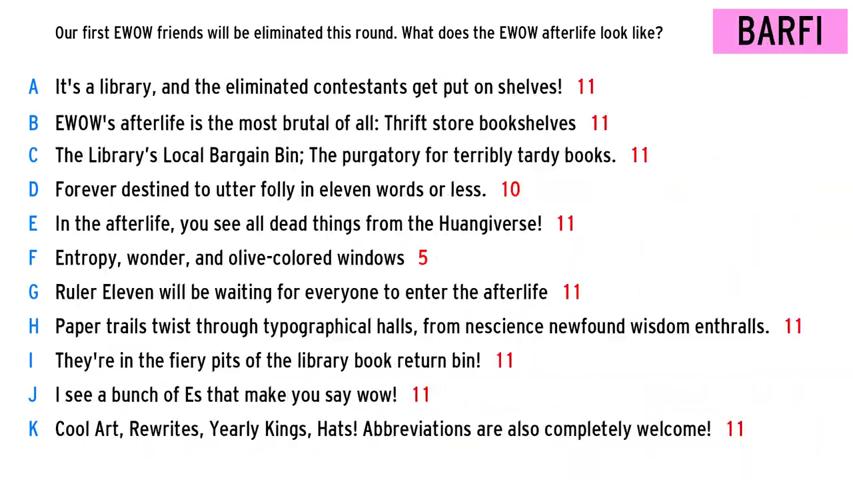 Our first EWOW friends will be eliminated this round. What does the EWOW afterlife look like?
BARFI
A It's a library, and the eliminated contestants get put on shelves! 11
B EWOW's afterlife is the most brutal of all: Thrift store bookshelves 11
C The Library's Local Bargain Bin; The purgatory for terribly tardy books. 11
D Forever destined to utter folly in eleven words or less. 10
E In the afterlife, you see all dead things from the Huangiverse! 11
F Entropy, wonder, and olive-colored windows 5
G Ruler Eleven will be waiting for everyone to enter the afterlife 11
H Paper trails twist through typographical halls, from nescience newfound wisdom enthralls. 11
I They're in the fiery pits of the library book return bin! 11
J I see a bunch of Es that make you say wow! 11
K Cool Art, Rewrites, Yearly Kings, Hats! Abbreviations are also completely welcome! 11